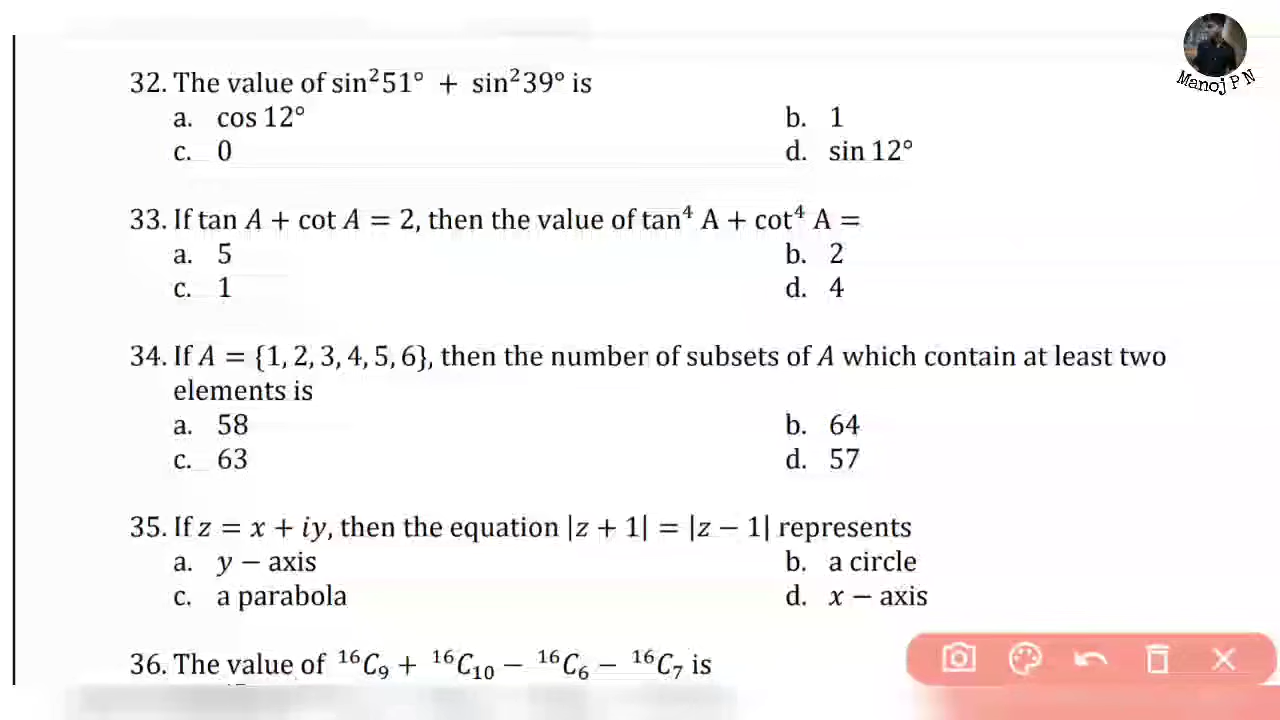 Manoj P N
32. The value of sin²51° + sin²39° is
a. cos 12° b. 1
c. 0 d. sin 12°
33. If tan A + cot A = 2, then the value of tan⁴ A + cot⁴ A =
a. 5 b. 2
c. 1 d. 4
34. If A = {1, 2, 3, 4, 5, 6}, then the number of subsets of A which contain at least two
elements is
a. 58 b. 64
c. 63 d. 57
35. If z = x + iy, then the equation |z + 1| = |z − 1| represents
a. y − axis b. a circle
c. a parabola d. x − axis
36. The value of ¹⁶C₉ + ¹⁶C₁₀ − ¹⁶C₆ − ¹⁶C₇ is